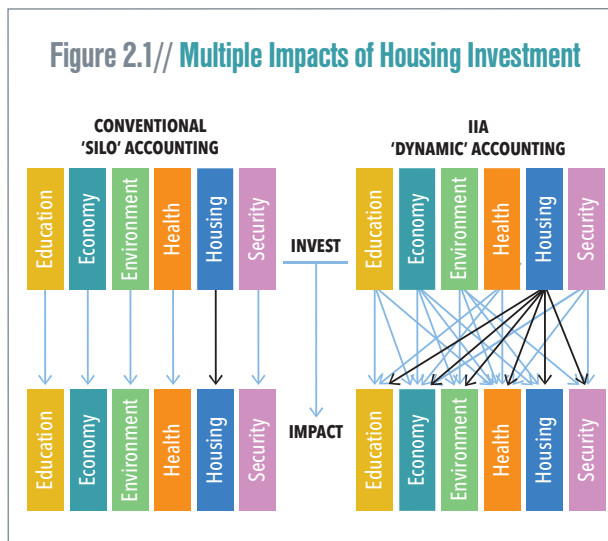 Figure 2.1// Multiple Impacts of Housing Investment
CONVENTIONAL
'SILO' ACCOUNTING
Education
Economy
Environment
Health
Housing
Security
Education
Economy
Environment
Health
Housing
Security
INVEST
IMPACT
IIA
'DYNAMIC' ACCOUNTING
Education
Economy
Environment
Health
Housing
Security
Education
Economy
Environment
Health
Housing
Security